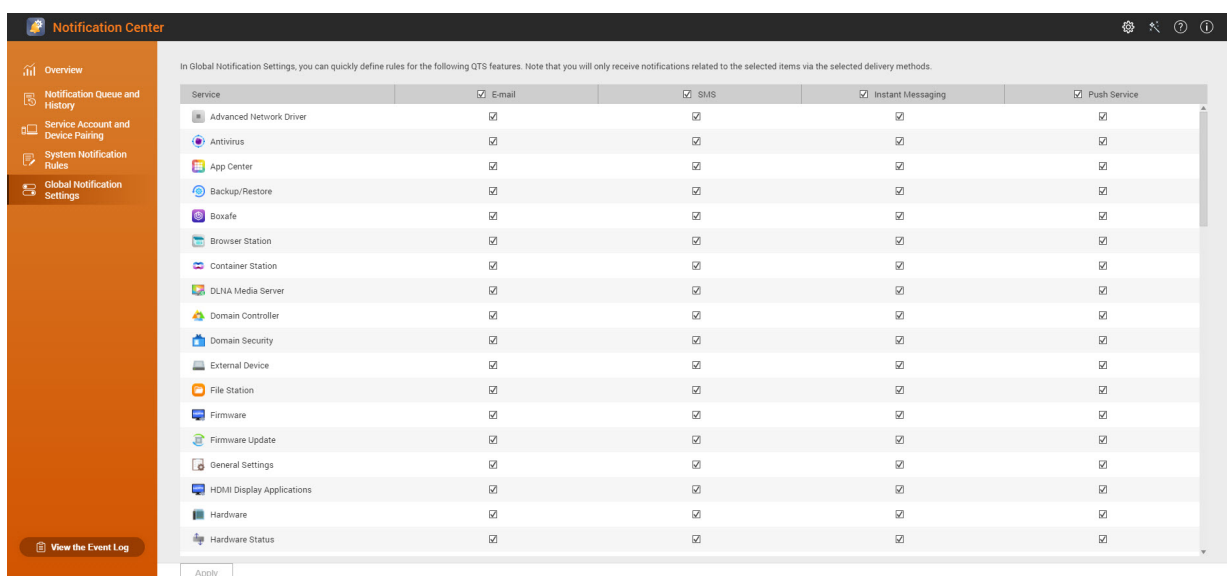 Notification Center
Overview
Notification Queue and
History
Service Account and
Device Pairing
System Notification
Rules
Global Notification
Settings
View the Event Log
In Global Notification Settings, you can quickly define rules for the following QTS features. Note that you will only receive notifications related to the selected items via the selected delivery methods.
Service E-mail SMS Instant Messaging Push Service
Advanced Network Driver
Antivirus
App Center
Backup/Restore
Boxafe
Browser Station
Container Station
DLNA Media Server
Domain Controller
Domain Security
External Device
File Station
Firmware
Firmware Update
General Settings
HDMI Display Applications
Hardware
Hardware Status
Apply